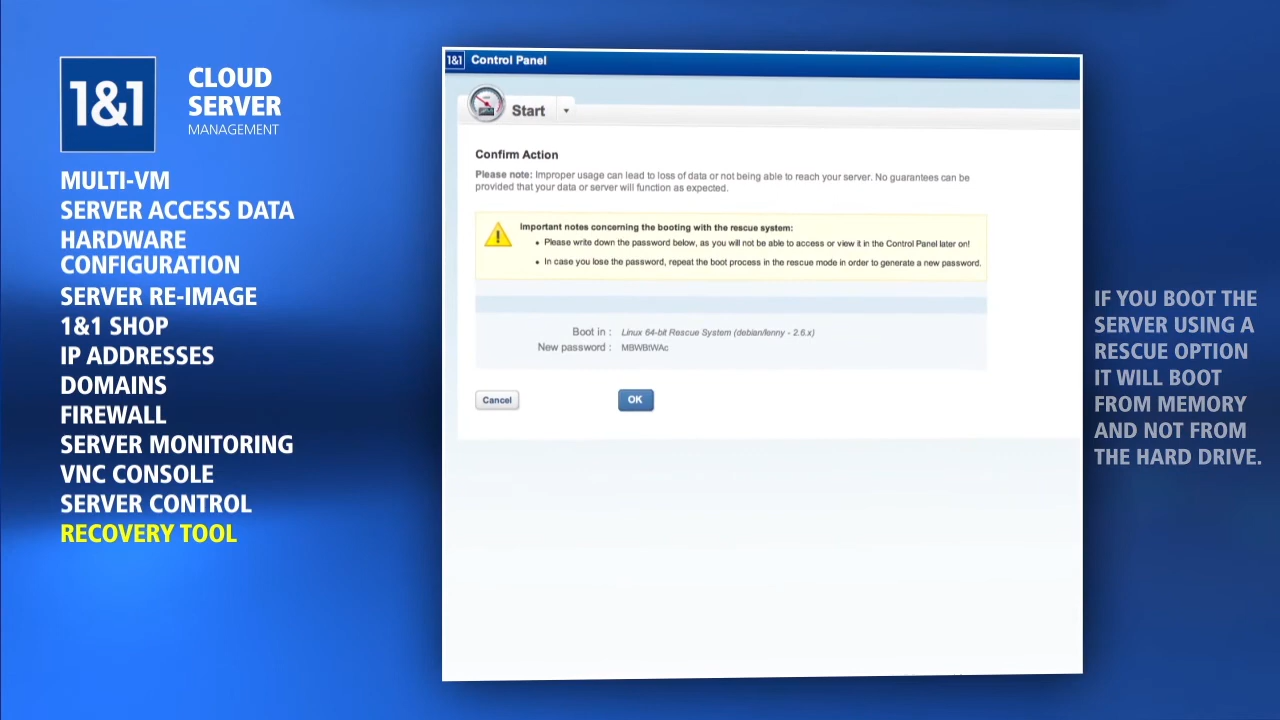 1&1
CLOUD
SERVER
MANAGEMENT
MULTI-VM
SERVER ACCESS DATA
HARDWARE
CONFIGURATION
SERVER RE-IMAGE
1&1 SHOP
IP ADDRESSES
DOMAINS
FIREWALL
SERVER MONITORING
VNC CONSOLE
SERVER CONTROL
RECOVERY TOOL
1&1 Control Panel
Start
Confirm Action
Please note: Improper usage can lead to loss of data or not being able to reach your server. No guarantees can be
provided that your data or server will function as expected.
Important notes concerning the booting with the rescue system:
• Please write down the password below, as you will not be able to access or view it in the Control Panel later on!
• In case you lose the password, repeat the boot process in the rescue mode in order to generate a new password.
Boot in : Linux 64-bit Rescue System (debian/lenny - 2.6.x)
New password : MBWBtWAc
Cancel
OK
IF YOU BOOT THE
SERVER USING A
RESCUE OPTION
IT WILL BOOT
FROM MEMORY
AND NOT FROM
THE HARD DRIVE.